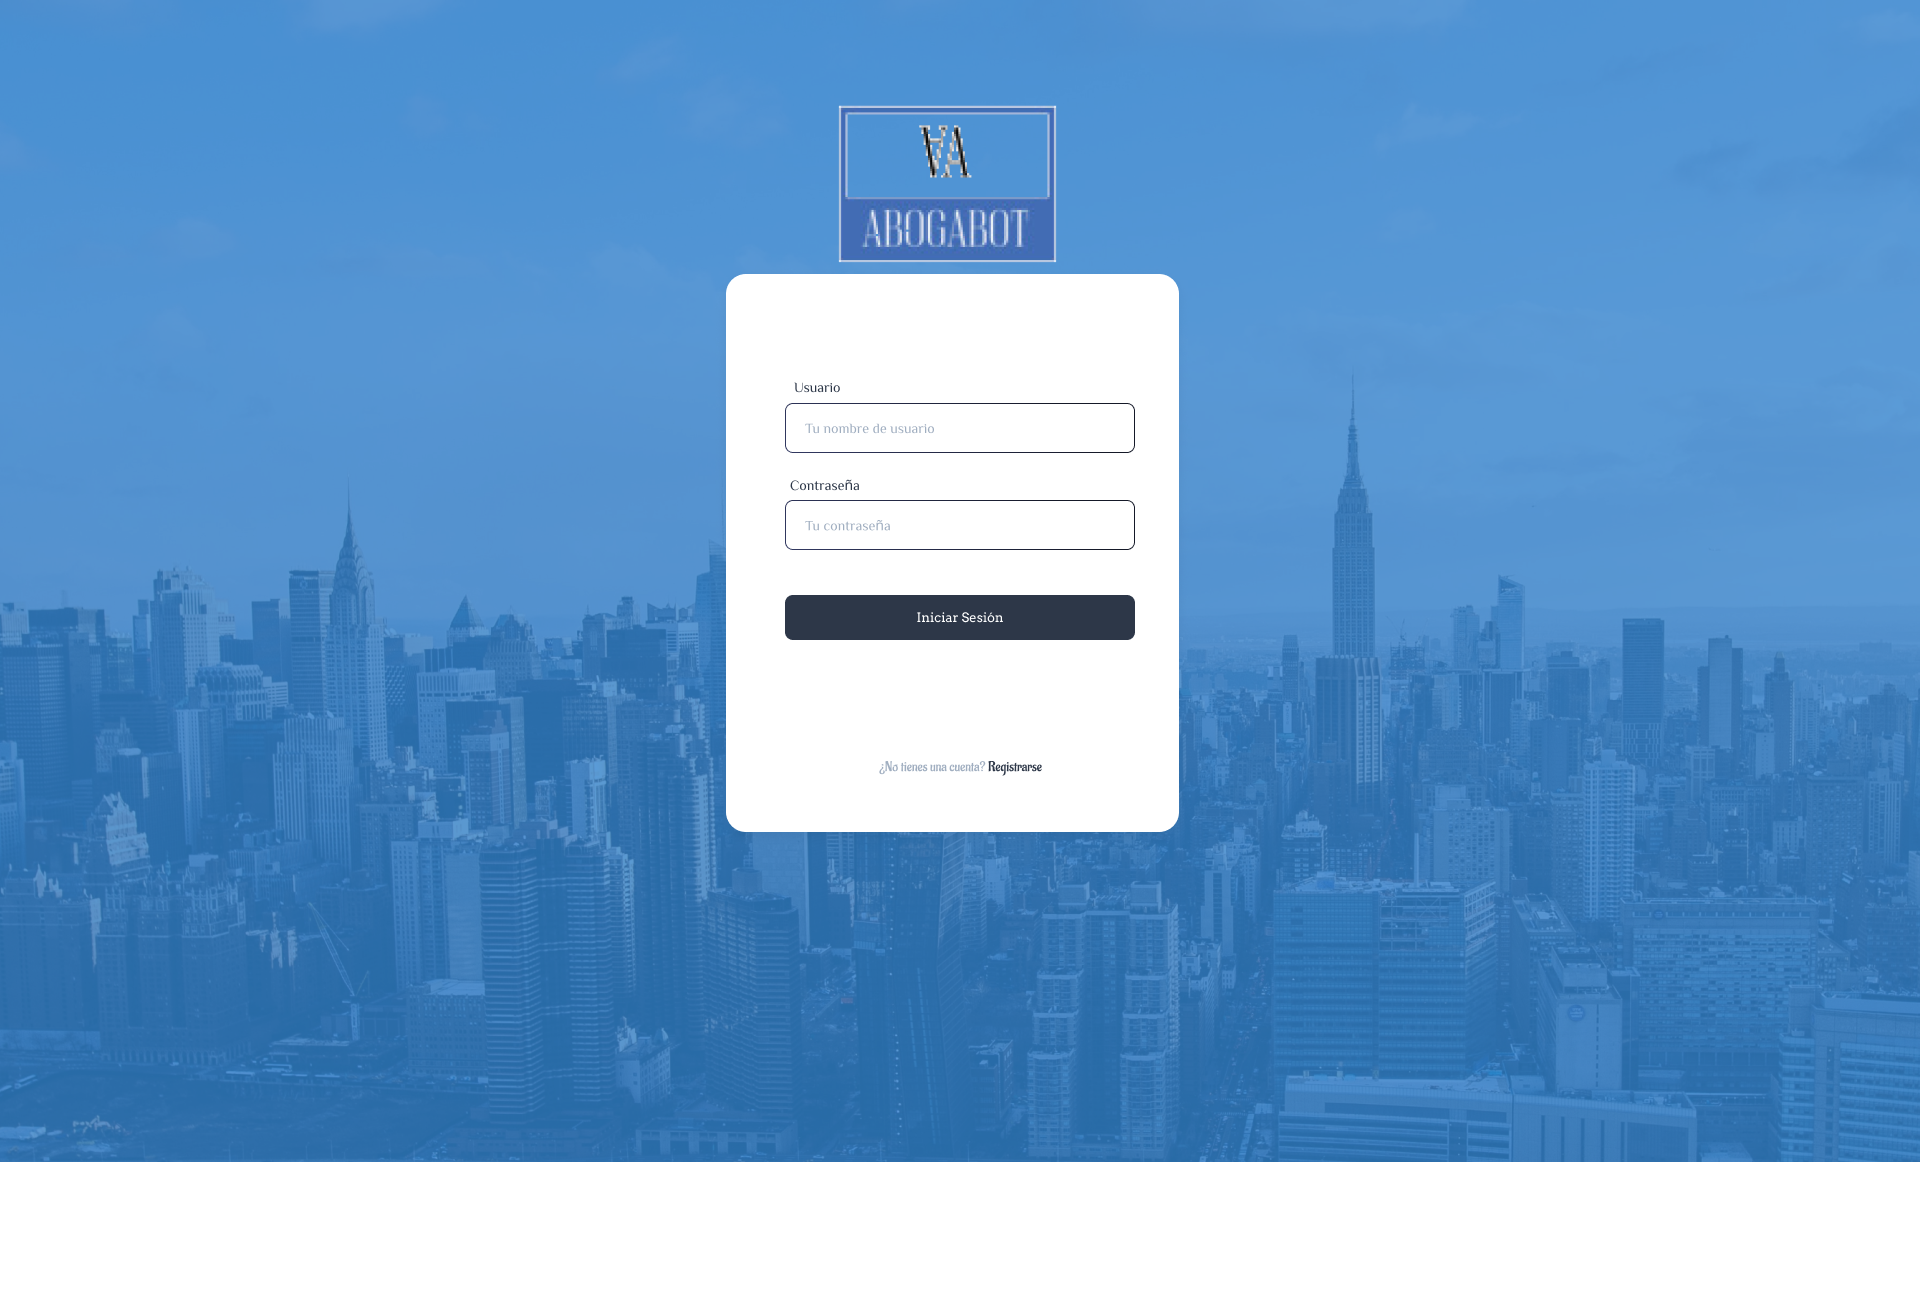 VA
ABOGABOT
Usuario
Tu nombre de usuario
Contraseña
Tu contraseña
Iniciar Sesión
¿No tienes una cuenta? Registrarse